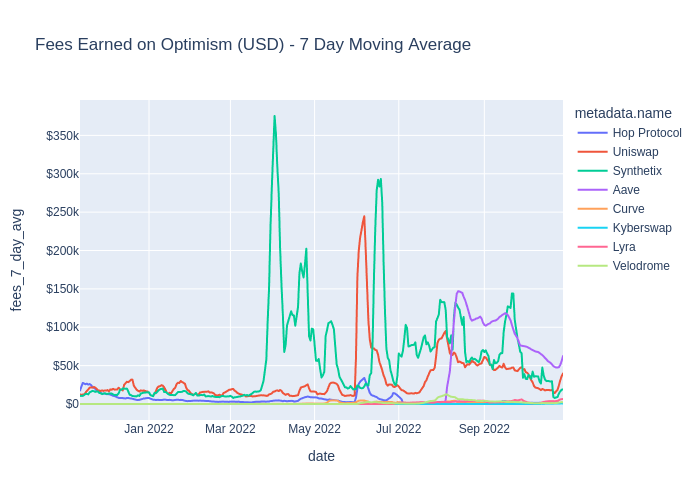 Fees Earned on Optimism (USD) - 7 Day Moving Average
metadata.name
Hop Protocol
Uniswap
Synthetix
Aave
Curve
Kyberswap
Lyra
Velodrome
fees_7_day_avg
$350k
$300k
$250k
$200k
$150k
$100k
$50k
$0
Jan 2022
Mar 2022
May 2022
Jul 2022
Sep 2022
date